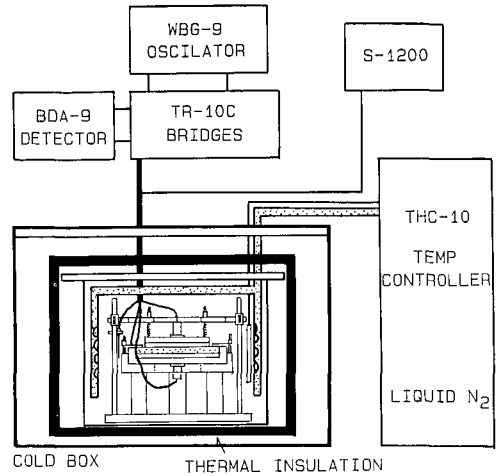 WBG-9
OSCILATOR
S-1200
BDA-9
DETECTOR
TR-10C
BRIDGES
THC-10
TEMP
CONTROLLER
LIQUID N2
COLD BOX
THERMAL INSULATION